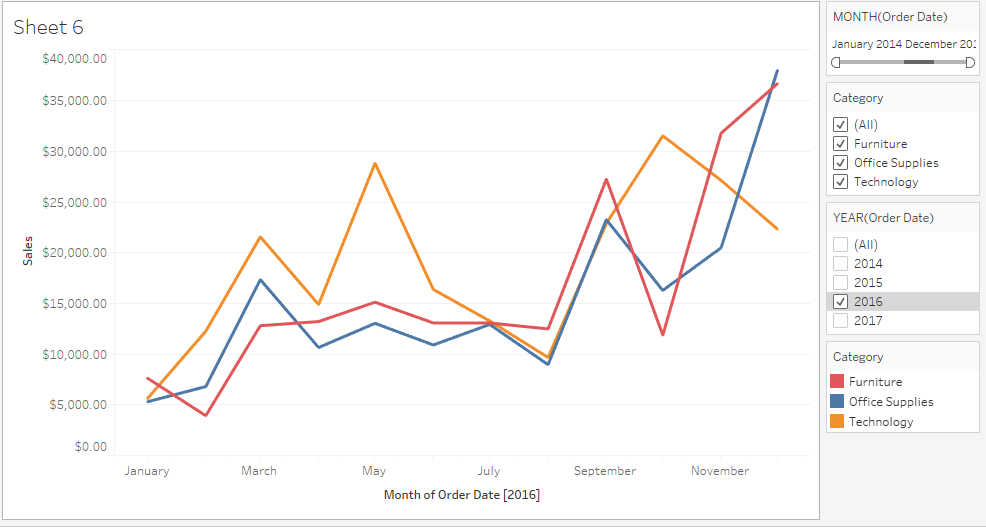 Sheet 6
$40,000.00
$35,000.00
$30,000.00
$25,000.00
$20,000.00
$15,000.00
$10,000.00
$5,000.00
$0.00
Sales
January
March
May
July
September
November
Month of Order Date [2016]
MONTH(Order Date)
January 2014 December 201
Category
(All)
Furniture
Office Supplies
Technology
YEAR(Order Date)
(All)
2014
2015
2016
2017
Category
Furniture
Office Supplies
Technology